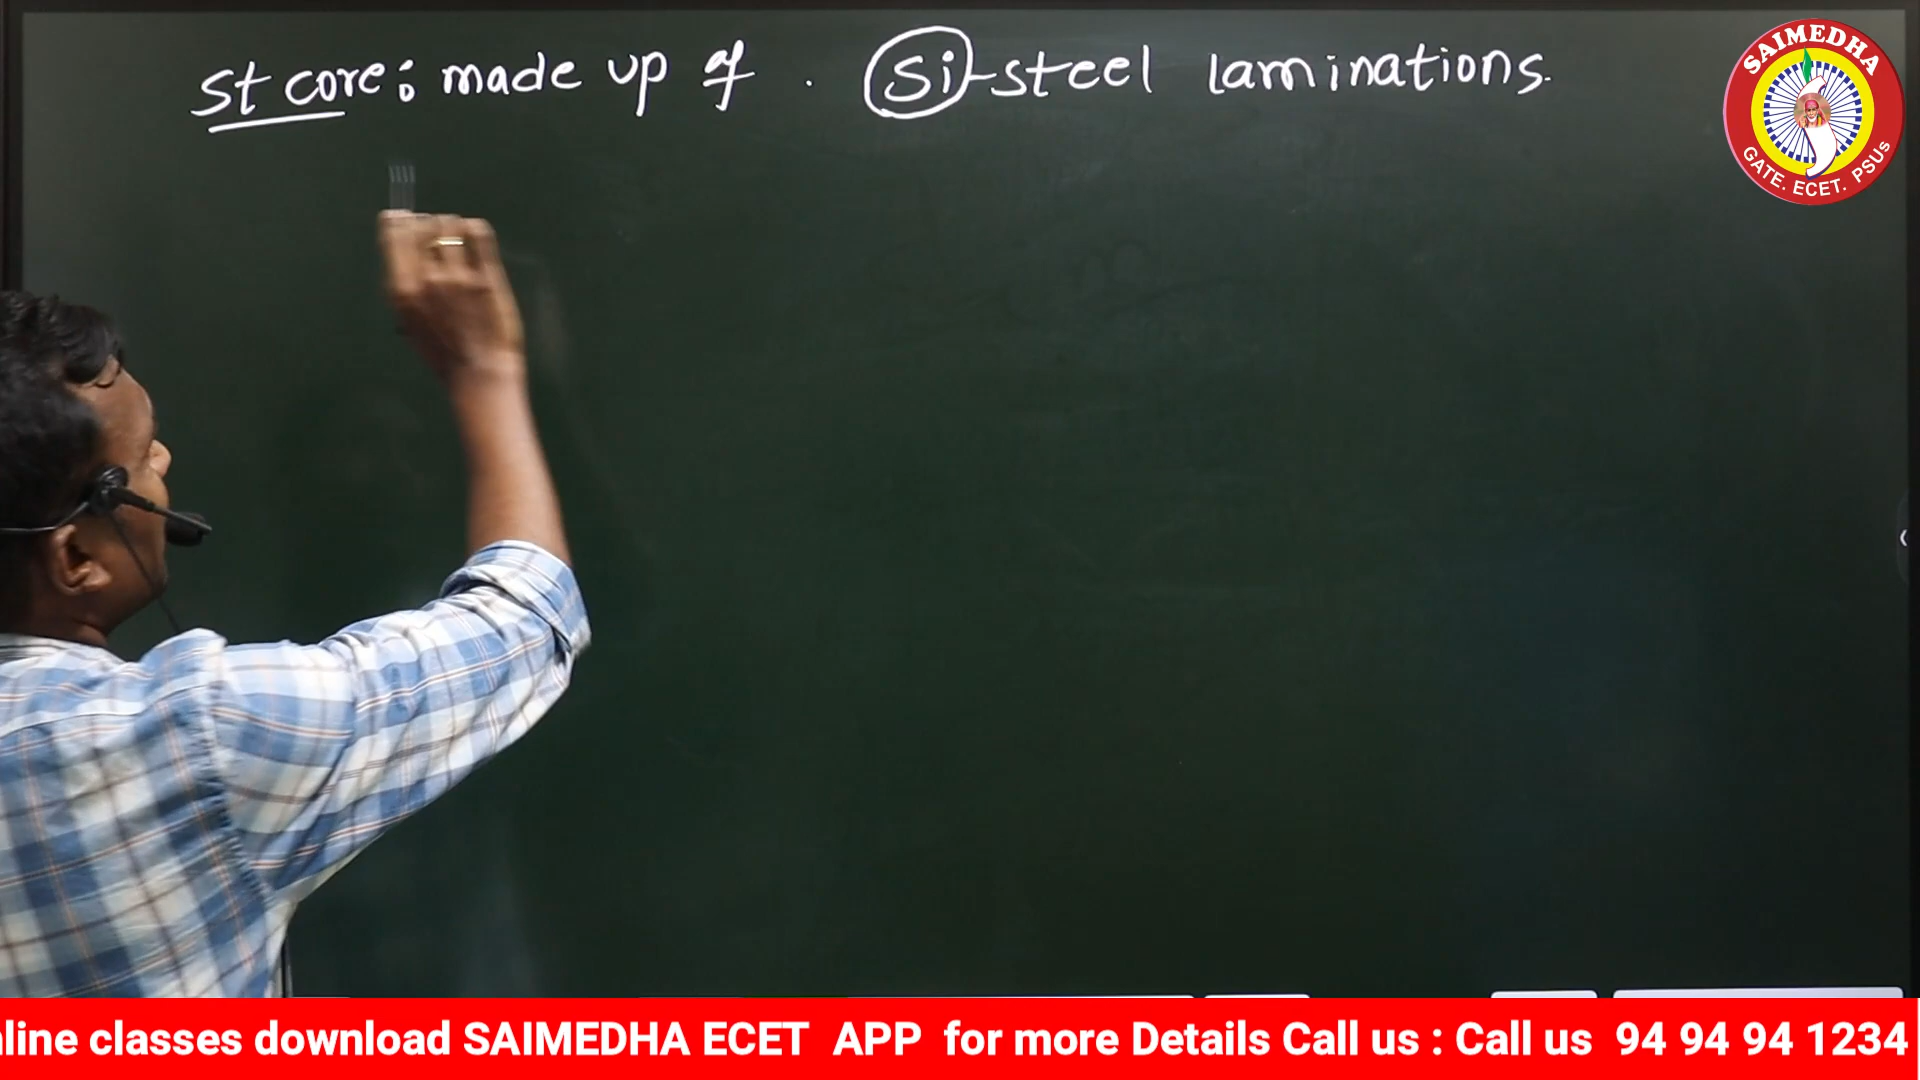 st core : made up of . Si-steel laminations.
SAIMEDHA
GATE. ECET. PSUs
nline classes download SAIMEDHA ECET APP for more Details Call us : Call us 94 94 94 1234